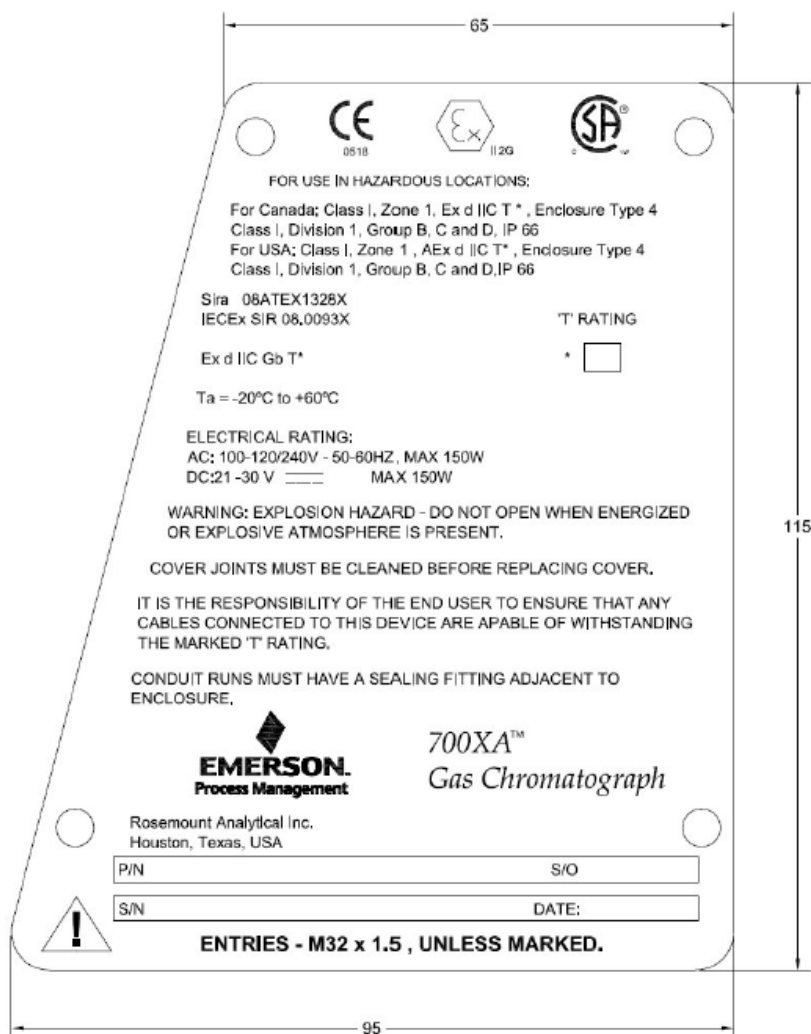 65
CE
0518
Ex
II 2G
SA
®
FOR USE IN HAZARDOUS LOCATIONS:
For Canada: Class I, Zone 1, Ex d IIC T * , Enclosure Type 4
Class I, Division 1, Group B, C and D, IP 66
For USA: Class I, Zone 1 , AEx d IIC T* , Enclosure Type 4
Class I, Division 1, Group B, C and D,IP 66
Sira 08ATEX1328X
IECEx SIR 08.0093X
'T' RATING
Ex d IIC Gb T*
*
Ta = -20ºC to +60ºC
ELECTRICAL RATING:
AC: 100-120/240V - 50-60HZ, MAX 150W
DC:21 -30 V MAX 150W
WARNING: EXPLOSION HAZARD - DO NOT OPEN WHEN ENERGIZED
OR EXPLOSIVE ATMOSPHERE IS PRESENT.
115
COVER JOINTS MUST BE CLEANED BEFORE REPLACING COVER.
IT IS THE RESPONSIBILITY OF THE END USER TO ENSURE THAT ANY
CABLES CONNECTED TO THIS DEVICE ARE APABLE OF WITHSTANDING
THE MARKED 'T' RATING.
CONDUIT RUNS MUST HAVE A SEALING FITTING ADJACENT TO
ENCLOSURE.
EMERSON™
Process Management
700XA™
Gas Chromatograph
Rosemount Analytical Inc.
Houston, Texas, USA
P/N S/O
S/N DATE:
!
ENTRIES - M32 x 1.5 , UNLESS MARKED.
95